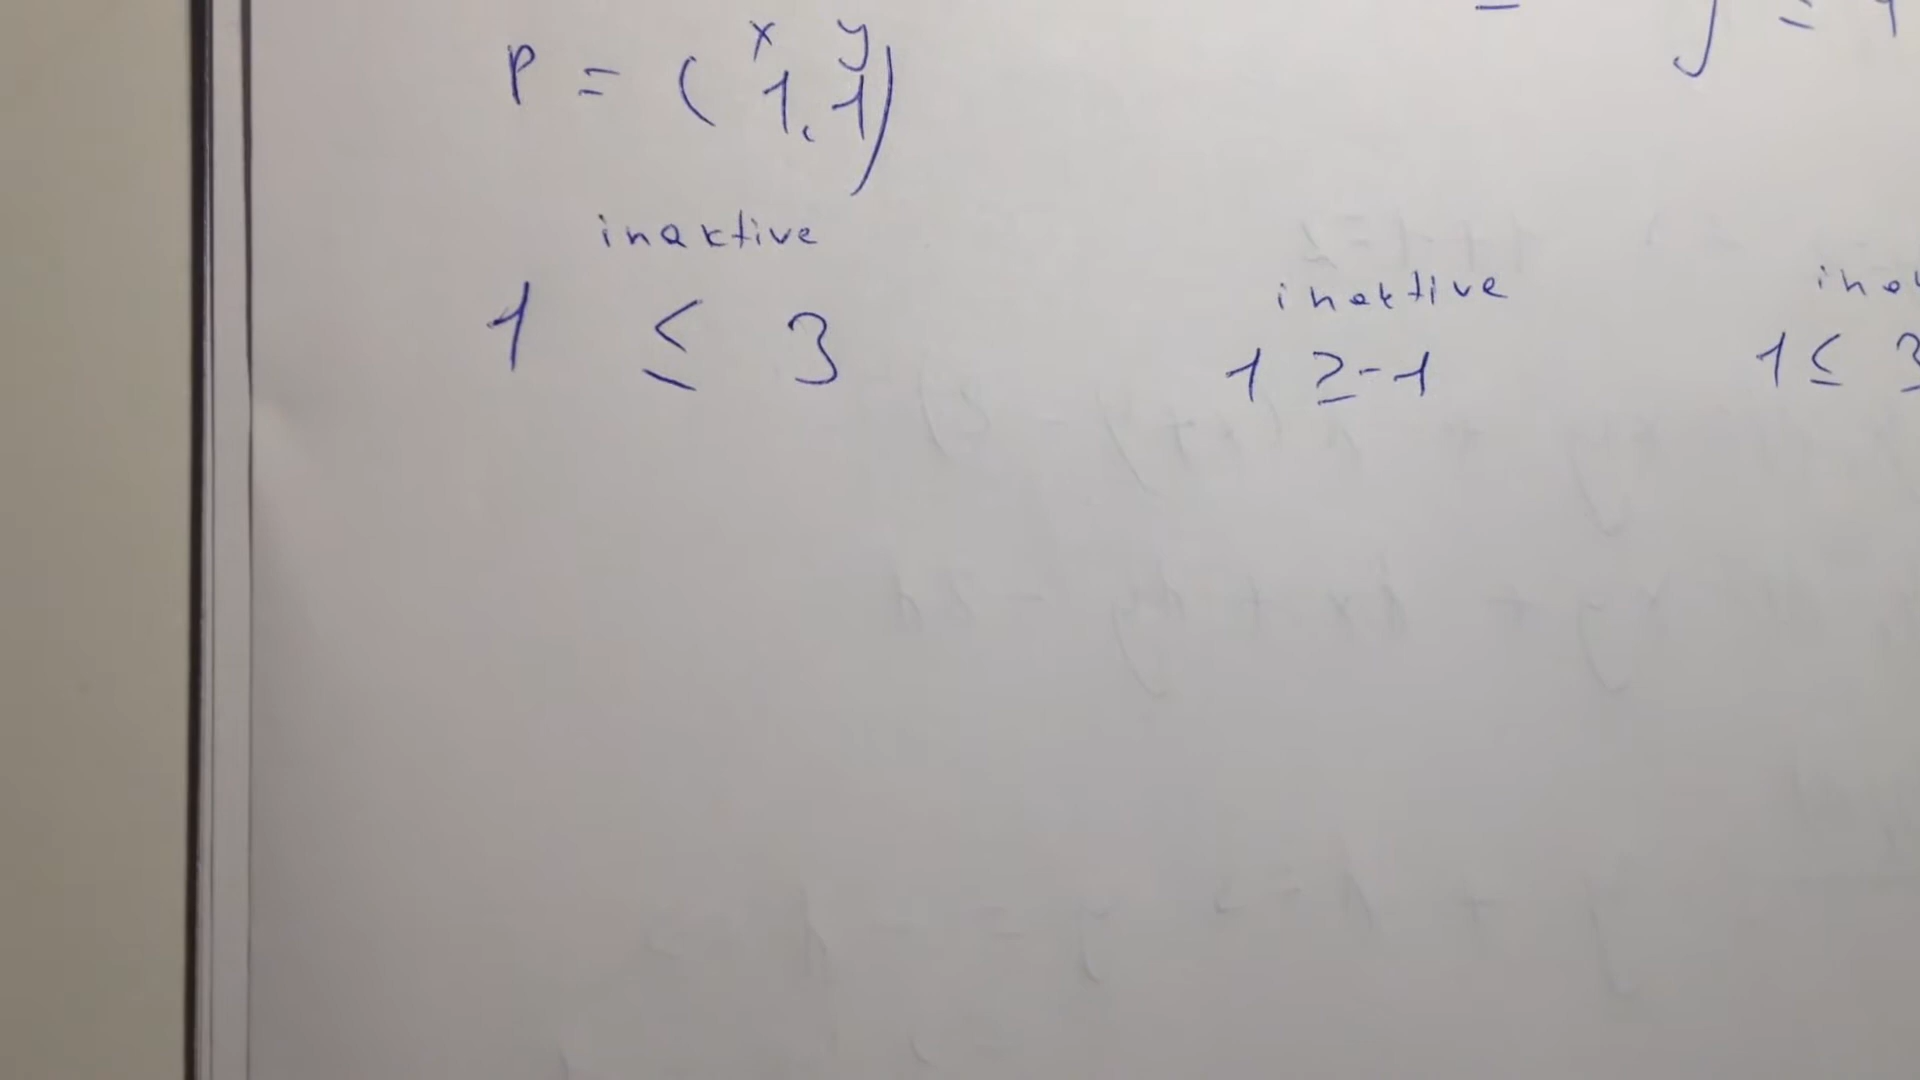 x y
P = (1, 1)
inaktive inaktive
1 ≤ 3 1 ≥ -1 1 ≤